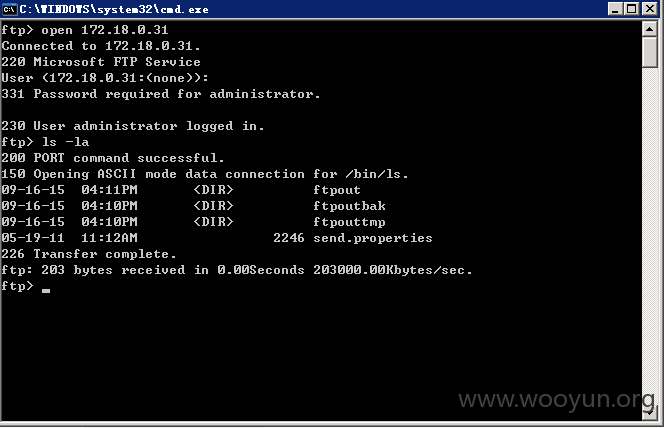 C:\WINDOWS\system32\cmd.exe
ftp> open 172.18.0.31
Connected to 172.18.0.31.
220 Microsoft FTP Service
User (172.18.0.31:(none)):
331 Password required for administrator.
230 User administrator logged in.
ftp> ls -la
200 PORT command successful.
150 Opening ASCII mode data connection for /bin/ls.
09-16-15  04:11PM       <DIR>          ftpout
09-16-15  04:10PM       <DIR>          ftpoutbak
09-16-15  04:10PM       <DIR>          ftpouttmp
05-19-11  11:12AM                 2246 send.properties
226 Transfer complete.
ftp: 203 bytes received in 0.00Seconds 203000.00Kbytes/sec.
ftp> _
www.wooyun.org